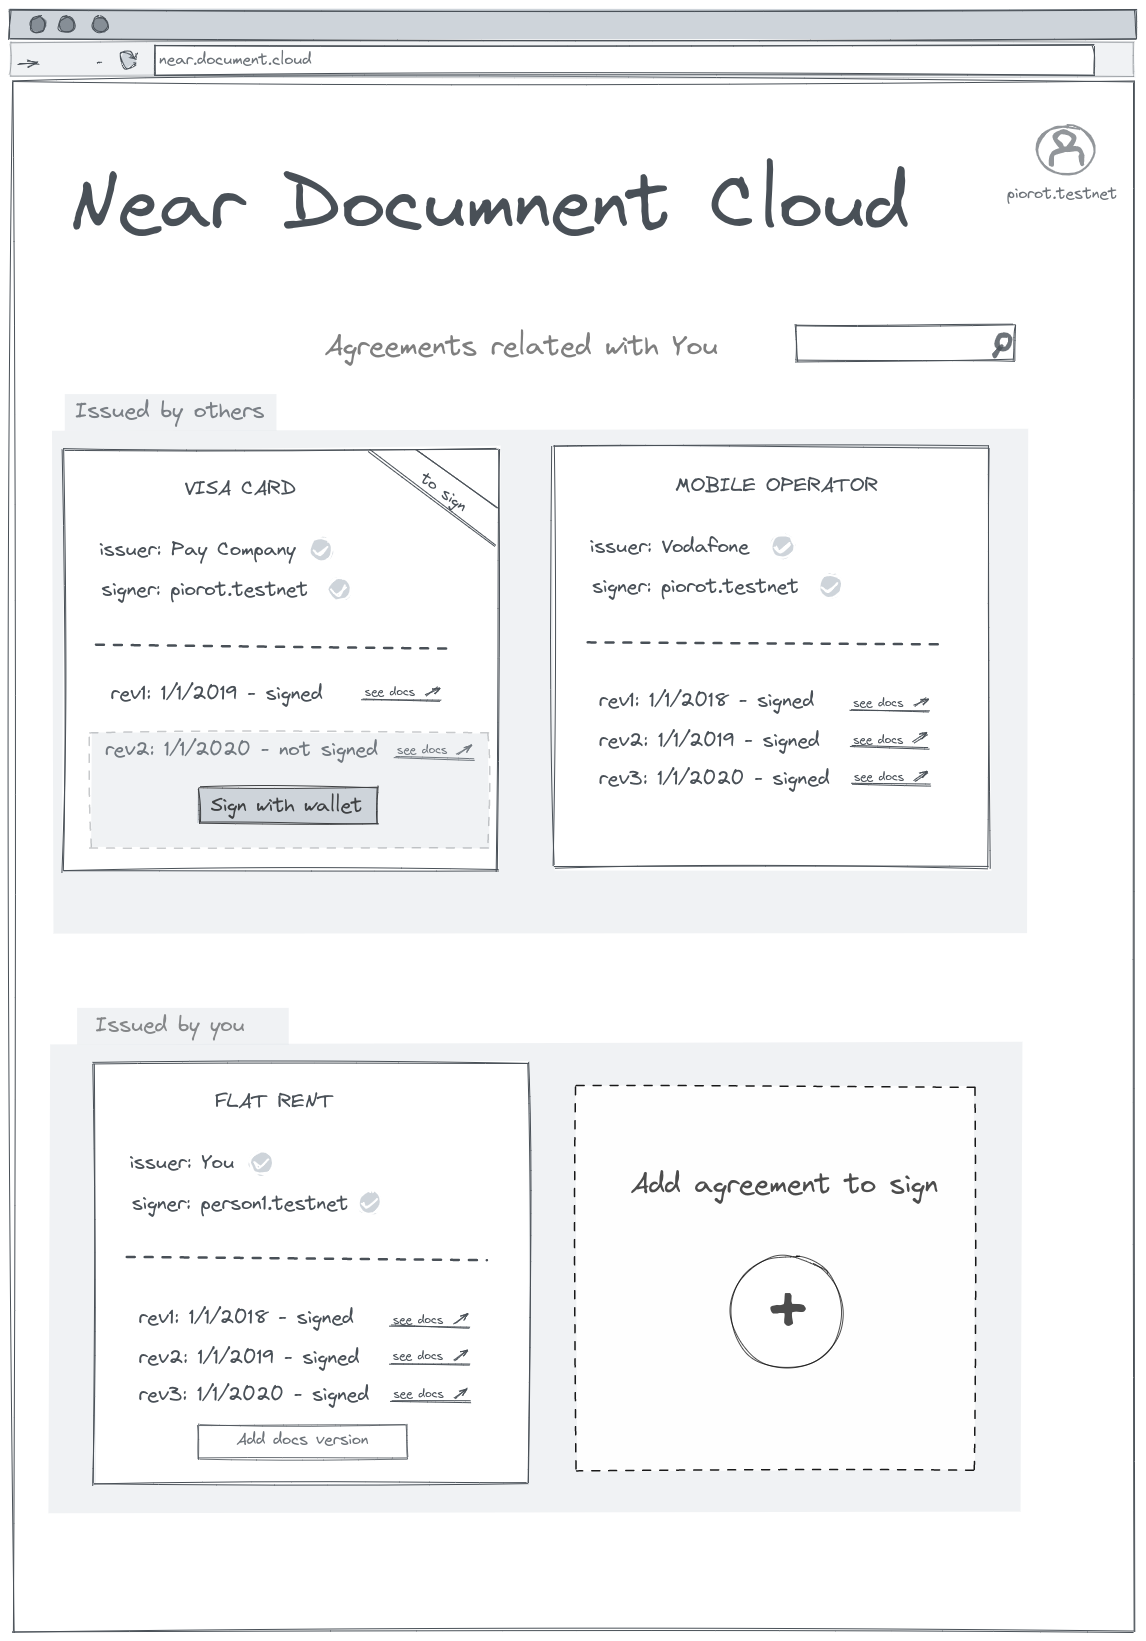 near.document.cloud
piorot.testnet
Near Documnent Cloud
Agreements related with You
Issued by others
to sign
VISA CARD
issuer: Pay Company
signer: piorot.testnet
rev1: 1/1/2019 - signed see docs
rev2: 1/1/2020 - not signed see docs
Sign with wallet
MOBILE OPERATOR
issuer: Vodafone
signer: piorot.testnet
rev1: 1/1/2018 - signed see docs
rev2: 1/1/2019 - signed see docs
rev3: 1/1/2020 - signed see docs
Issued by you
FLAT RENT
issuer: You
signer: person1.testnet
rev1: 1/1/2018 - signed see docs
rev2: 1/1/2019 - signed see docs
rev3: 1/1/2020 - signed see docs
Add docs version
Add agreement to sign